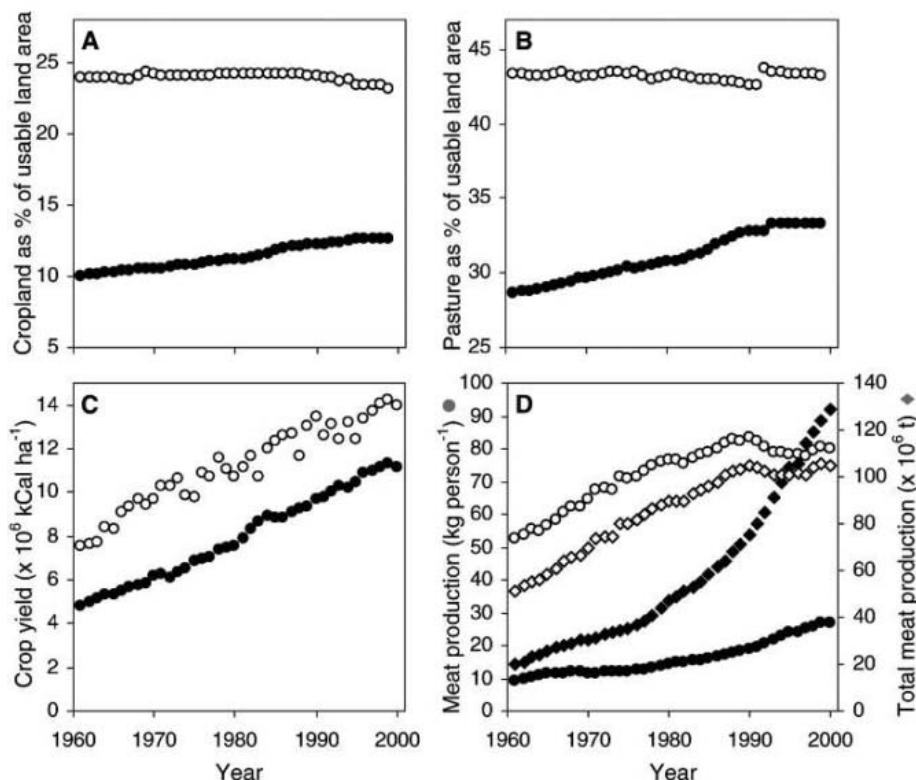 A
Cropland as % of usable land area
25
20
15
10
5
B
Pasture as % of usable land area
45
40
35
30
25
C
Crop yield (x 10⁶ kCal ha⁻¹)
14
12
10
8
6
4
2
0
1960 1970 1980 1990 2000
Year
D
Meat production (kg person⁻¹)
100
90
80
70
60
50
40
30
20
10
0
Total meat production (x 10⁶ t)
140
120
100
80
60
40
20
0
1960 1970 1980 1990 2000
Year